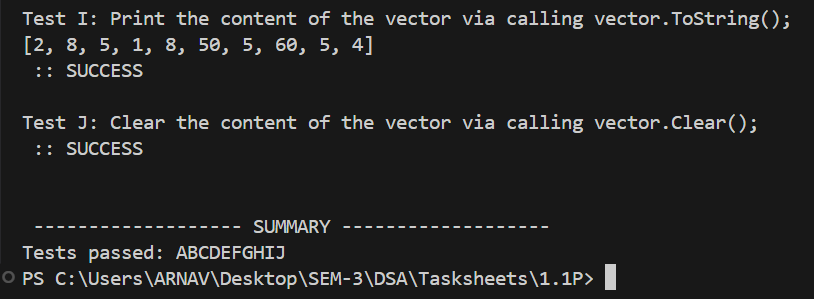 Test I: Print the content of the vector via calling vector.ToString();
[2, 8, 5, 1, 8, 50, 5, 60, 5, 4]
 :: SUCCESS
Test J: Clear the content of the vector via calling vector.Clear();
 :: SUCCESS
 ------------------- SUMMARY -------------------
Tests passed: ABCDEFGHIJ
PS C:\Users\ARNAV\Desktop\SEM-3\DSA\Tasksheets\1.1P>